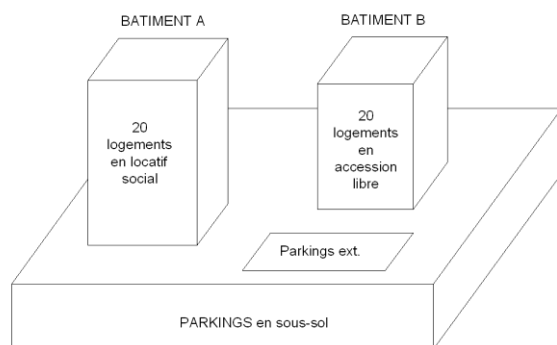 BATIMENT A
BATIMENT B
20
logements
en locatif
social
20
logements
en
accession
libre
Parkings ext.
PARKINGS en sous-sol